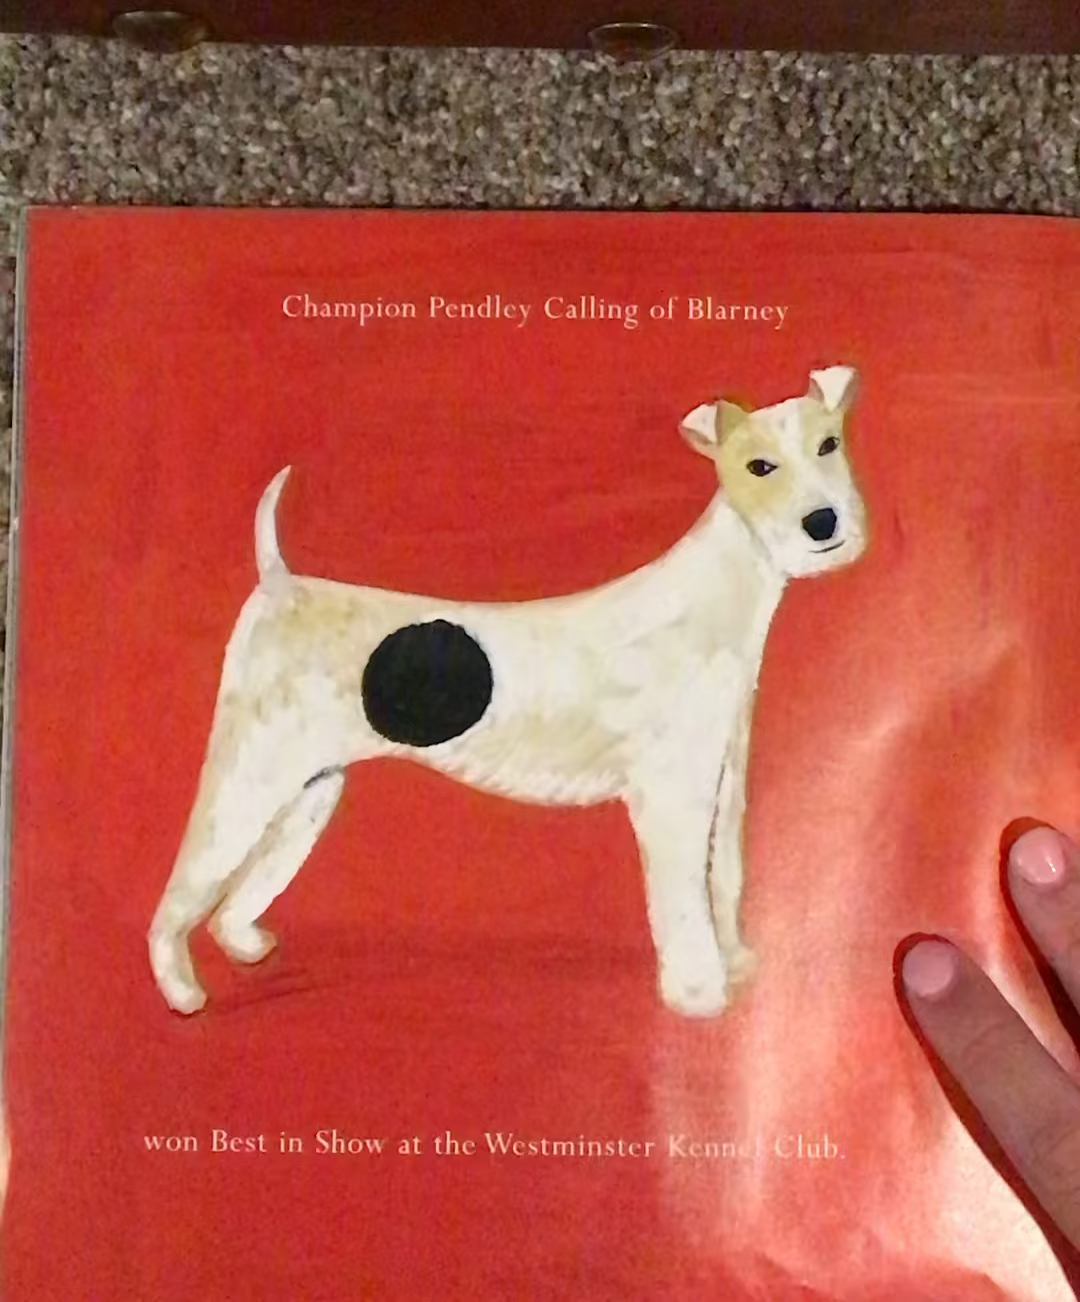 Champion Pendley Calling of Blarney
won Best in Show at the Westminster Kennel Club.